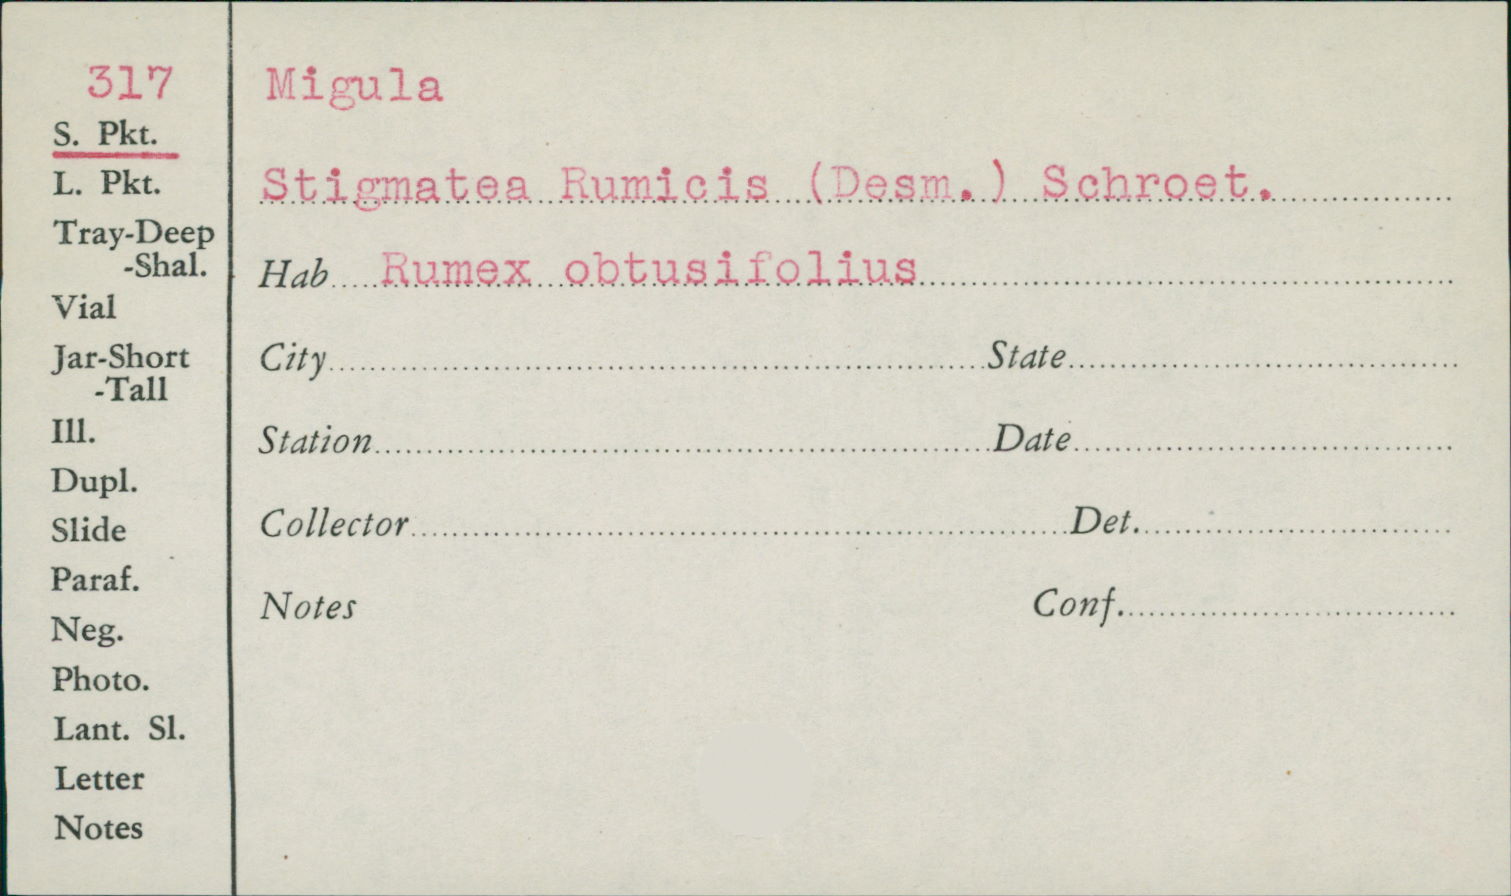 317
S. Pkt.
L. Pkt.
Tray-Deep
-Shal.
Vial
Jar-Short
-Tall
Ill.
Dupl.
Slide
Paraf.
Neg.
Photo.
Lant. Sl.
Letter
Notes
Migula
Stigmatea Rumicis (Desm.) Schroet.
Hab Rumex obtusifolius
City State
Station Date
Collector Det.
Notes Conf.